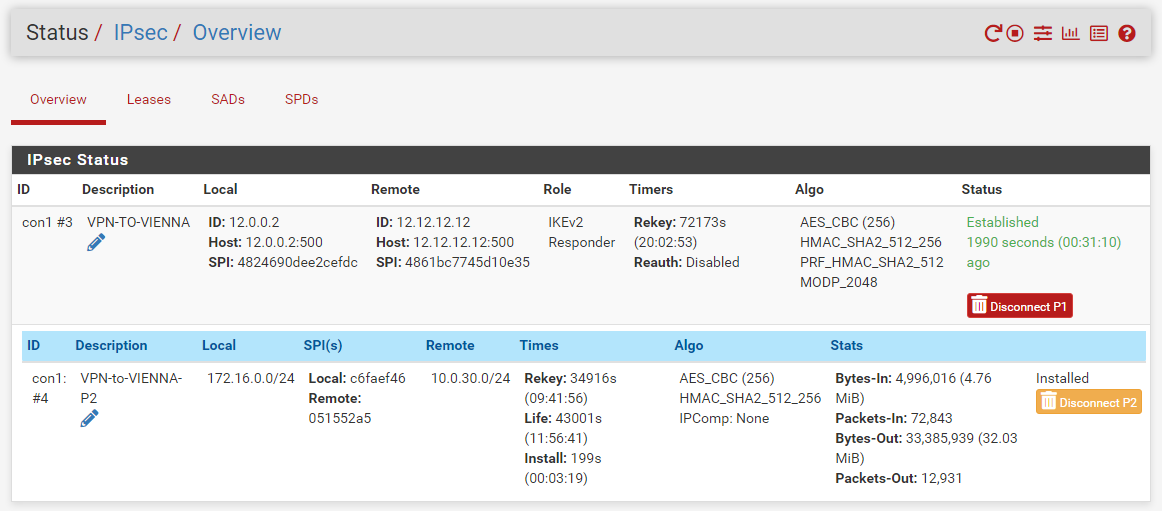 Status / IPsec / Overview
Overview Leases SADs SPDs
IPsec Status
ID Description Local Remote Role Timers Algo Status
con1 #3 VPN-TO-VIENNA ID: 12.0.0.2 ID: 12.12.12.12 IKEv2 Rekey: 72173s AES_CBC (256) Established
Host: 12.0.0.2:500 Host: 12.12.12.12:500 Responder (20:02:53) HMAC_SHA2_512_256 1990 seconds (00:31:10)
SPI: 4824690dee2cefdc SPI: 4861bc7745d10e35 Reauth: Disabled PRF_HMAC_SHA2_512 ago
MODP_2048
Disconnect P1
ID Description Local SPI(s) Remote Times Algo Stats
con1: VPN-to-VIENNA- 172.16.0.0/24 Local: c6faef46 10.0.30.0/24 Rekey: 34916s AES_CBC (256) Bytes-In: 4,996,016 (4.76 Installed
#4 P2 Remote: (09:41:56) HMAC_SHA2_512_256 MiB) Disconnect P2
051552a5 Life: 43001s IPComp: None Packets-In: 72,843
(11:56:41) Bytes-Out: 33,385,939 (32.03
Install: 199s MiB)
(00:03:19) Packets-Out: 12,931